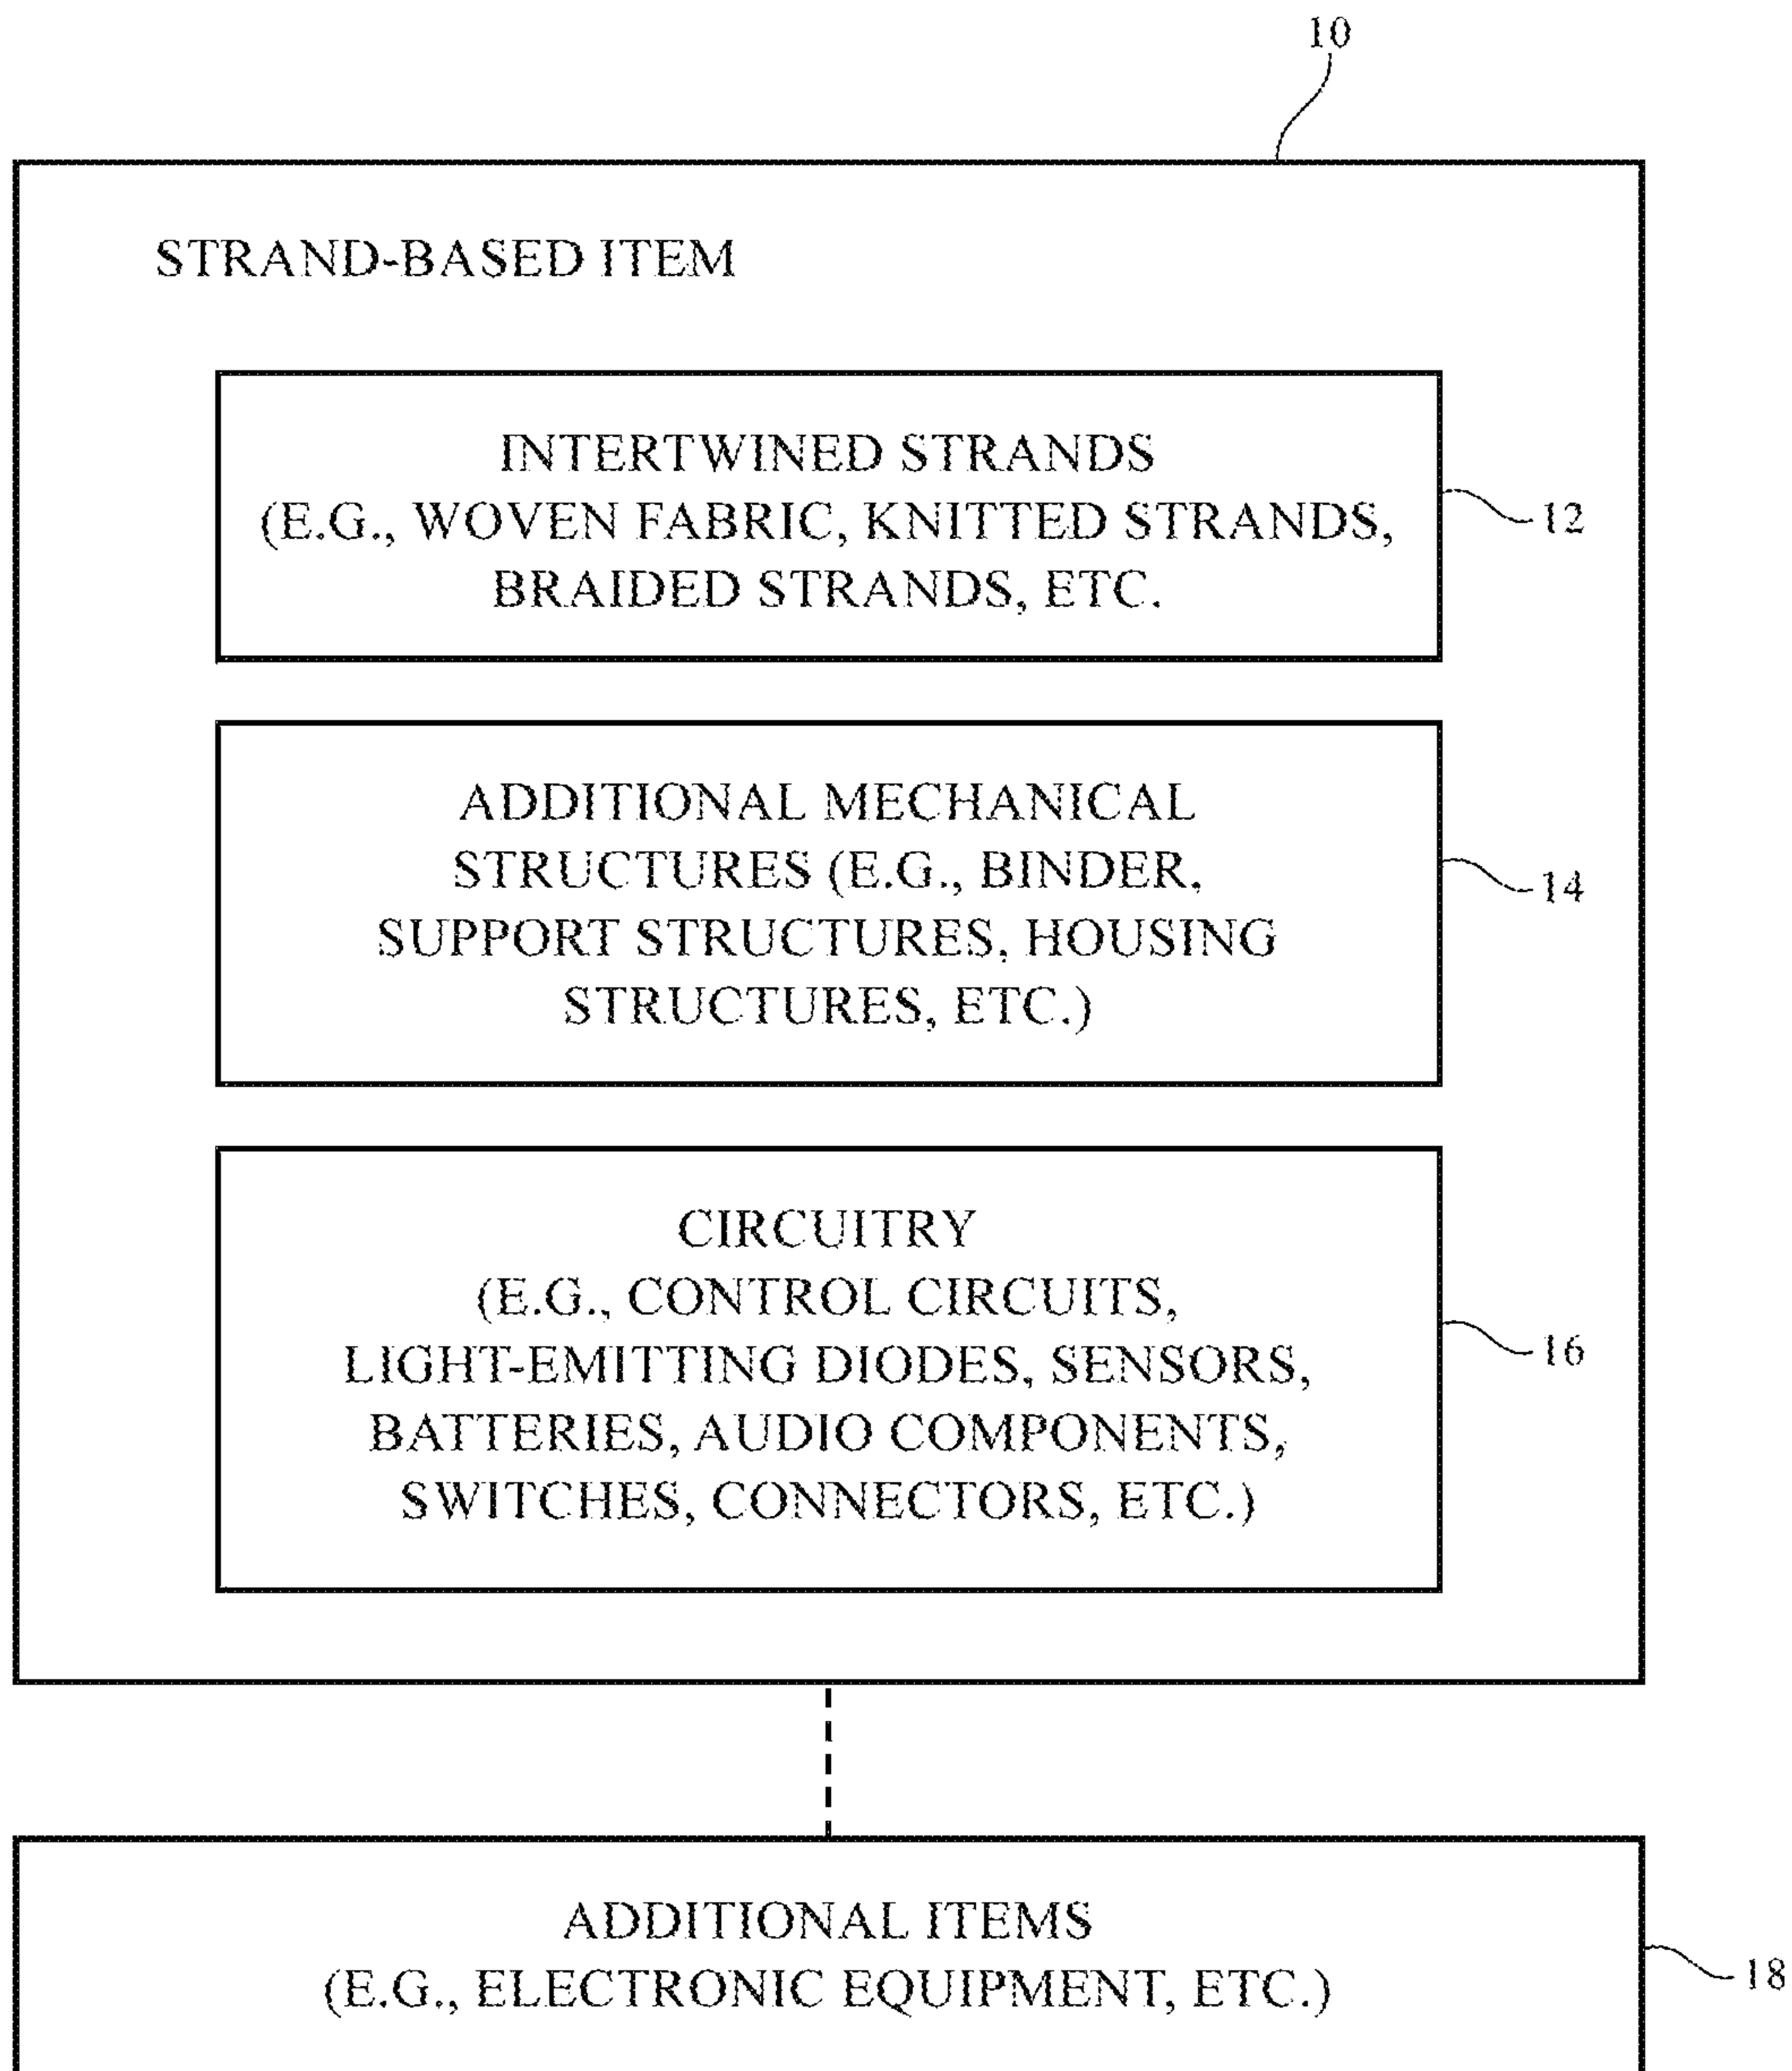 10
STRAND-BASED ITEM
INTERTWINED STRANDS
(E.G., WOVEN FABRIC, KNITTED STRANDS,
BRAIDED STRANDS, ETC.
12
ADDITIONAL MECHANICAL
STRUCTURES (E.G., BINDER,
SUPPORT STRUCTURES, HOUSING
STRUCTURES, ETC.)
14
CIRCUITRY
(E.G., CONTROL CIRCUITS,
LIGHT-EMITTING DIODES, SENSORS,
BATTERIES, AUDIO COMPONENTS,
SWITCHES, CONNECTORS, ETC.)
16
ADDITIONAL ITEMS
(E.G., ELECTRONIC EQUIPMENT, ETC.)
18